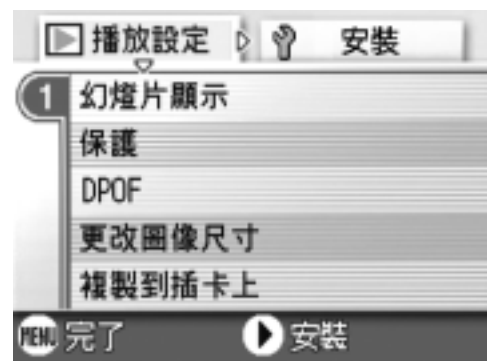 播放設定 安裝
1 幻燈片顯示
保護
DPOF
更改圖像尺寸
複製到插卡上
MENU 完了 安裝